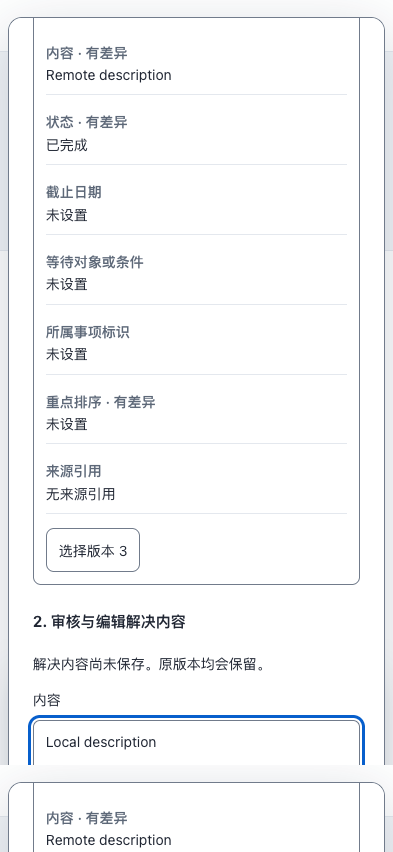 内容 · 有差异
Remote description
状态 · 有差异
已完成
截止日期
未设置
等待对象或条件
未设置
所属事项标识
未设置
重点排序 · 有差异
未设置
来源引用
无来源引用
选择版本 3
2. 审核与编辑解决内容
解决内容尚未保存。原版本均会保留。
内容
Local description
内容 · 有差异
Remote description